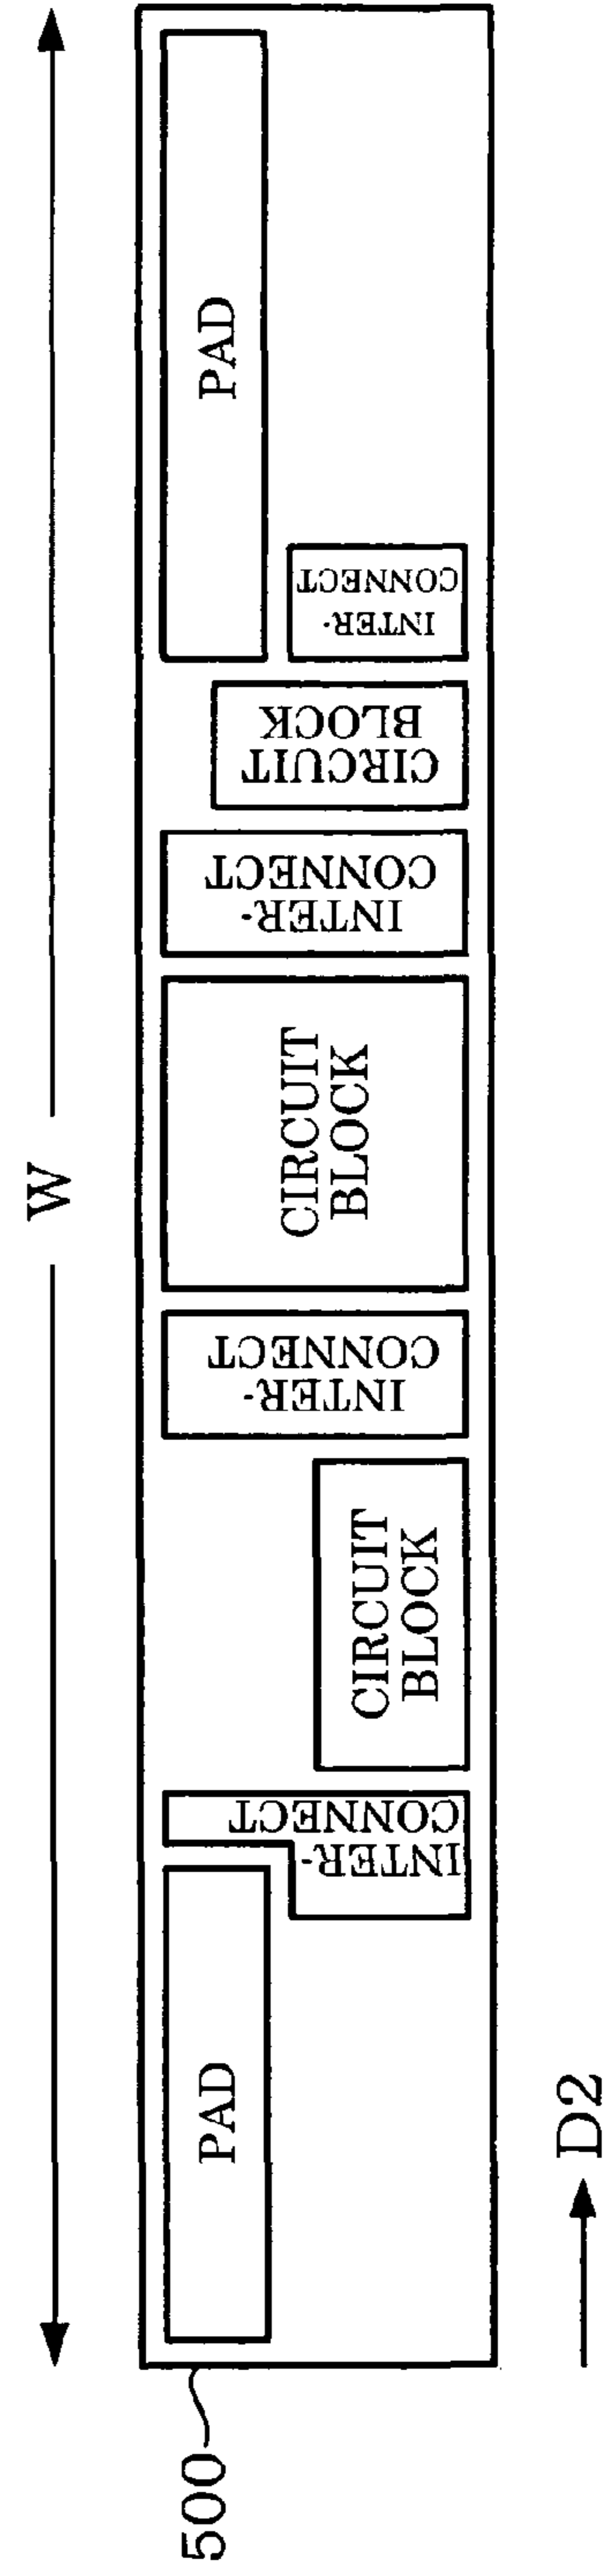 W
500
PAD
INTER-
CONNECT
CIRCUIT
BLOCK
INTER-
CONNECT
CIRCUIT
BLOCK
INTER-
CONNECT
CIRCUIT
BLOCK
INTER-
CONNECT
PAD
D2